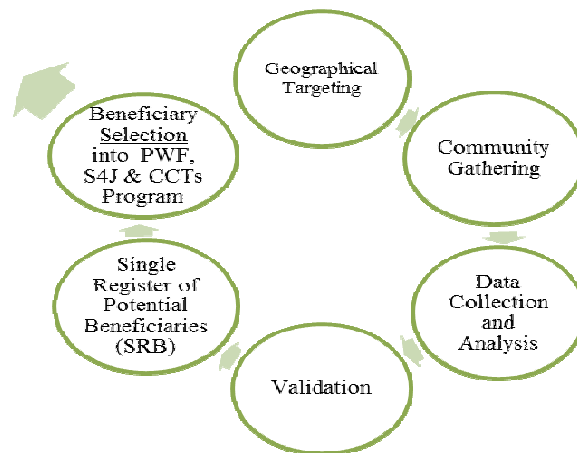 Geographical
Targeting
Community
Gathering
Data
Collection
and
Analysis
Validation
Single
Register of
Potential
Beneficiaries
(SRB)
Beneficiary
Selection
into PWF,
S4J & CCTs
Program